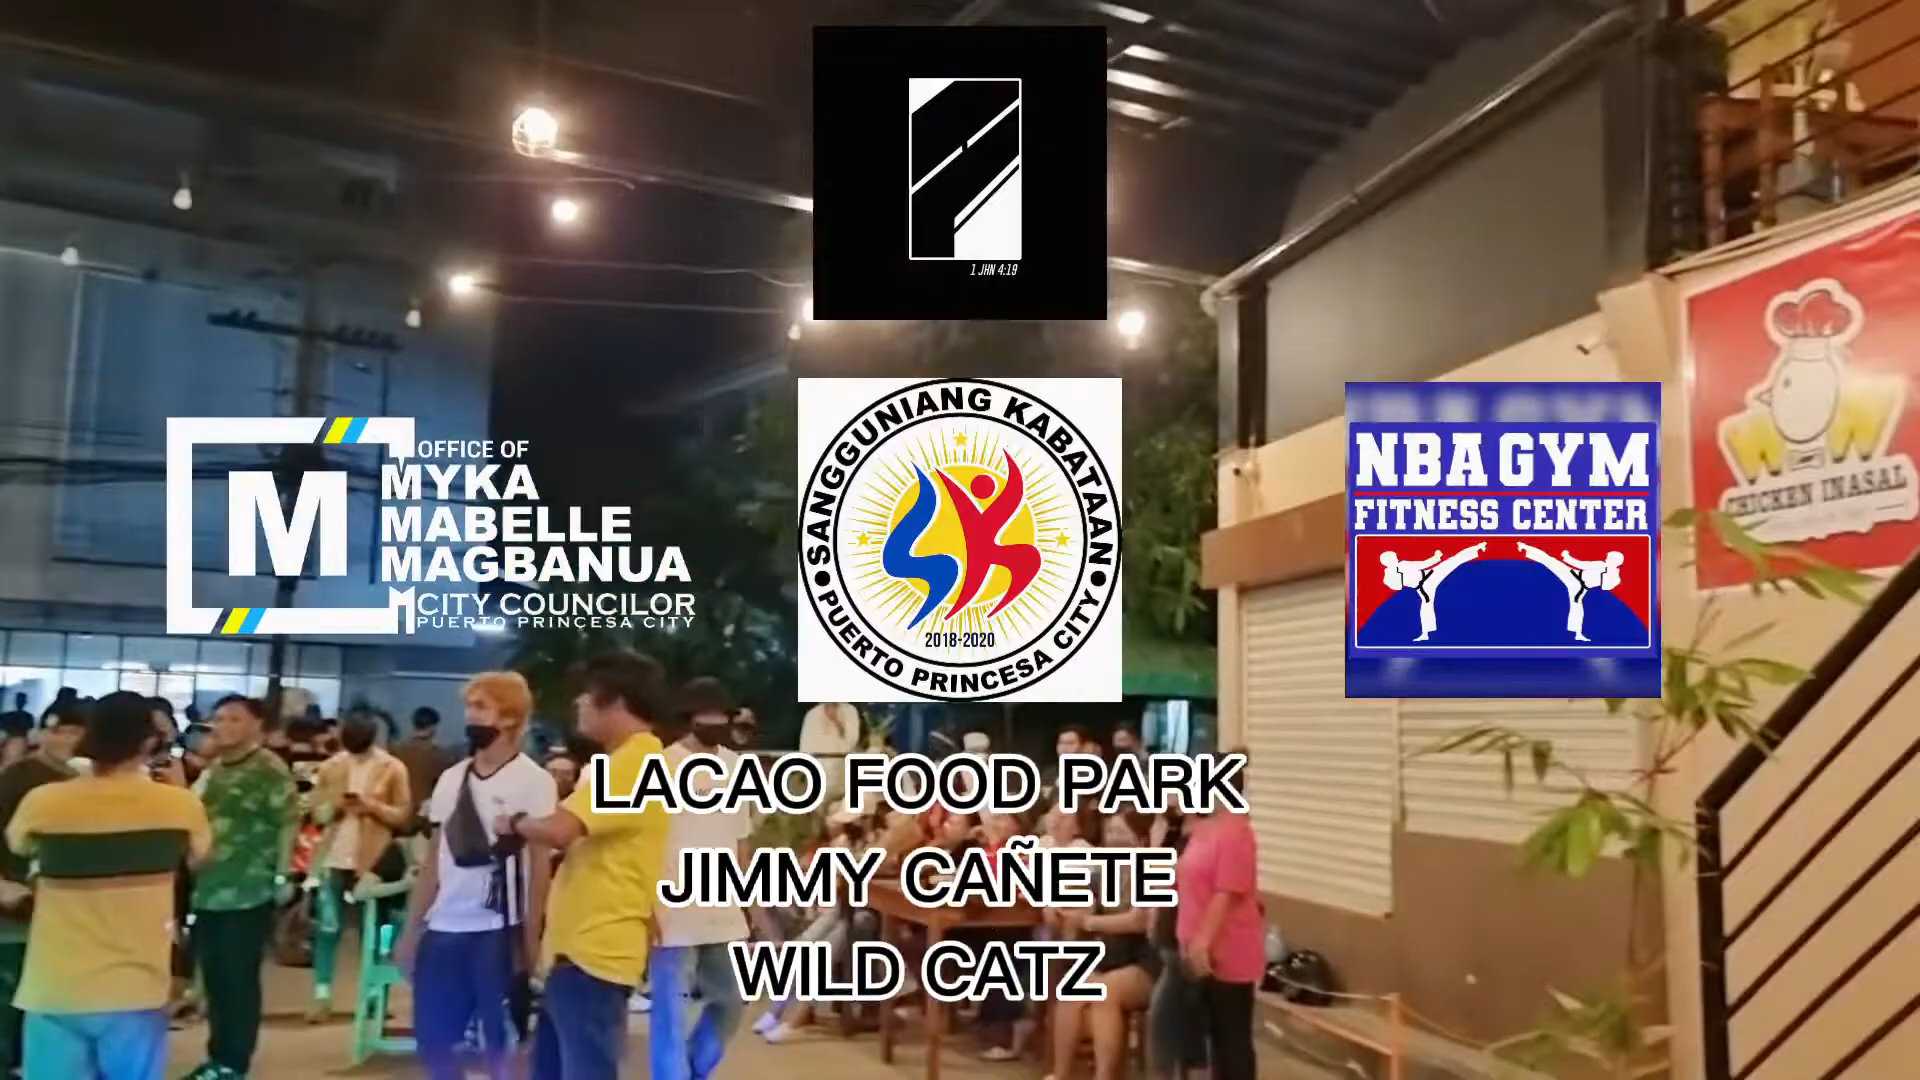 1 JHN 4:19
OFFICE OF
MYKA
MABELLE
MAGBANUA
CITY COUNCILOR
PUERTO PRINCESA CITY
M
SANGGUNIANG KABATAAN
2018-2020
PUERTO PRINCESA CITY
NBA GYM
FITNESS CENTER
WW
CHICKEN INASAL
LACAO FOOD PARK
JIMMY CAÑETE
WILD CATZ